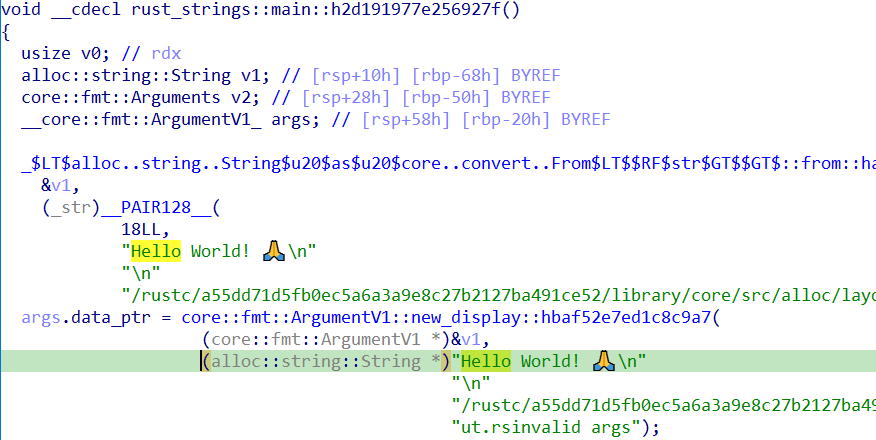 void __cdecl rust_strings::main::h2d191977e256927f()
{
  usize v0; // rdx
  alloc::string::String v1; // [rsp+10h] [rbp-68h] BYREF
  core::fmt::Arguments v2; // [rsp+28h] [rbp-50h] BYREF
  __core::fmt::ArgumentV1_ args; // [rsp+58h] [rbp-20h] BYREF

  _$LT$alloc..string..String$u20$as$u20$core..convert..From$LT$$RF$str$GT$$GT$::from::ha
    &v1,
    (_str)__PAIR128__(
            18LL,
            "Hello World! 🙏\n"
            "\n"
            "/rustc/a55dd71d5fb0ec5a6a3a9e8c27b2127ba491ce52/library/core/src/alloc/layo
  args.data_ptr = core::fmt::ArgumentV1::new_display::hbaf52e7ed1c8c9a7(
                    (core::fmt::ArgumentV1 *)&v1,
                    (alloc::string::String *)"Hello World! 🙏\n"
                                             "\n"
                                             "/rustc/a55dd71d5fb0ec5a6a3a9e8c27b2127ba49
                                             "ut.rsinvalid args");